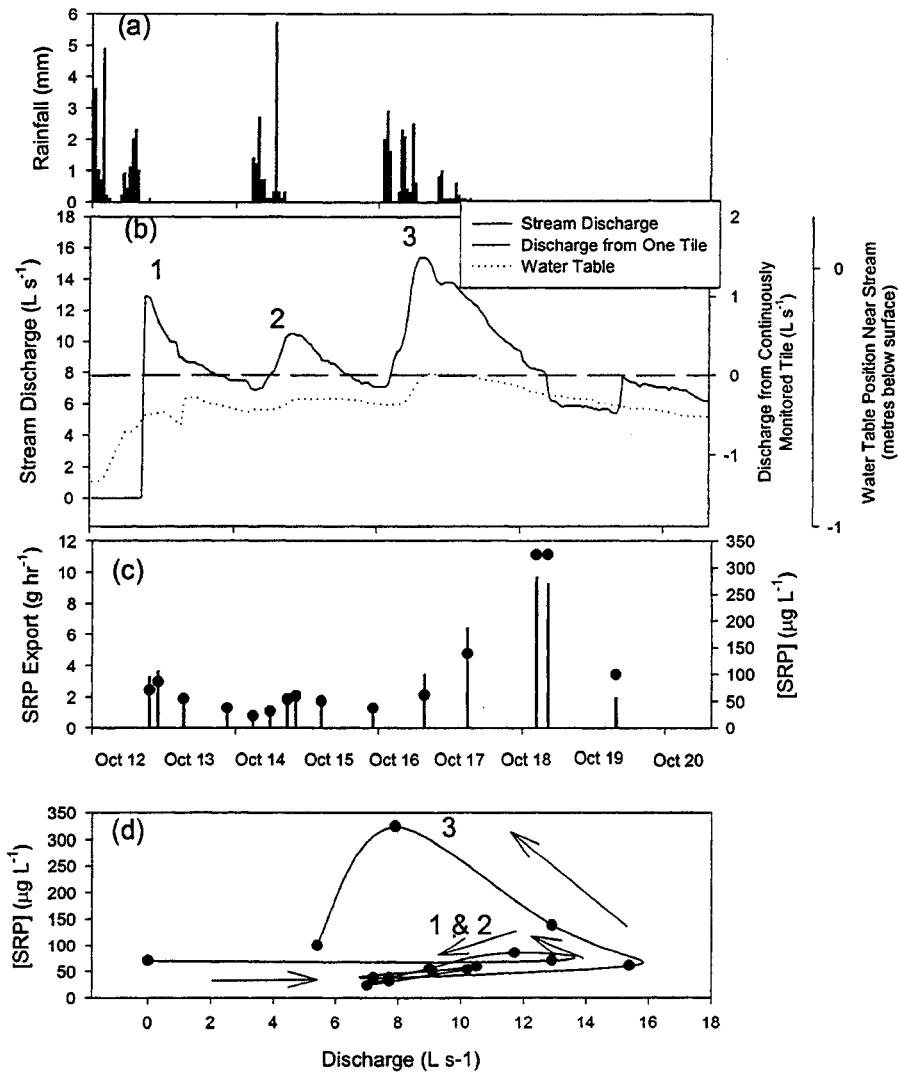 (a)
Rainfall (mm)
6
5
4
3
2
1
0
(b)
Stream Discharge (L s⁻¹)
18
16
14
12
10
8
6
4
2
0
1
2
3
Stream Discharge
Discharge from One Tile
Water Table
2
1
0
-1
Discharge from Continuously
Monitored Tile (L s⁻¹)
0
-1
Water Table Position Near Stream
(metres below surface)
(c)
SRP Export (g hr⁻¹)
12
10
8
6
4
2
0
350
300
250
200
150
100
50
0
[SRP] (µg L⁻¹)
Oct 12 Oct 13 Oct 14 Oct 15 Oct 16 Oct 17 Oct 18 Oct 19 Oct 20
(d)
[SRP] (µg L⁻¹)
350
300
250
200
150
100
50
0
3
1 & 2
0 2 4 6 8 10 12 14 16 18
Discharge (L s-1)